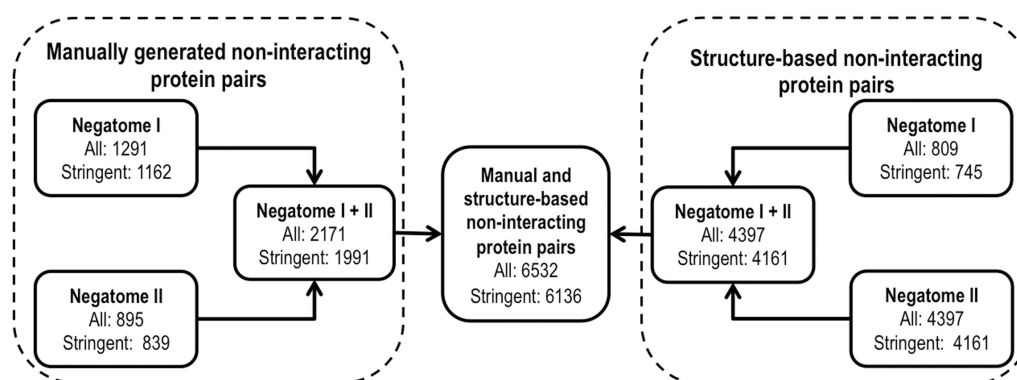 Manually generated non-interacting
protein pairs
Negatome I
All: 1291
Stringent: 1162
Negatome I + II
All: 2171
Stringent: 1991
Negatome II
All: 895
Stringent: 839
Manual and
structure-based
non-interacting
protein pairs
All: 6532
Stringent: 6136
Structure-based non-interacting
protein pairs
Negatome I
All: 809
Stringent: 745
Negatome I + II
All: 4397
Stringent: 4161
Negatome II
All: 4397
Stringent: 4161